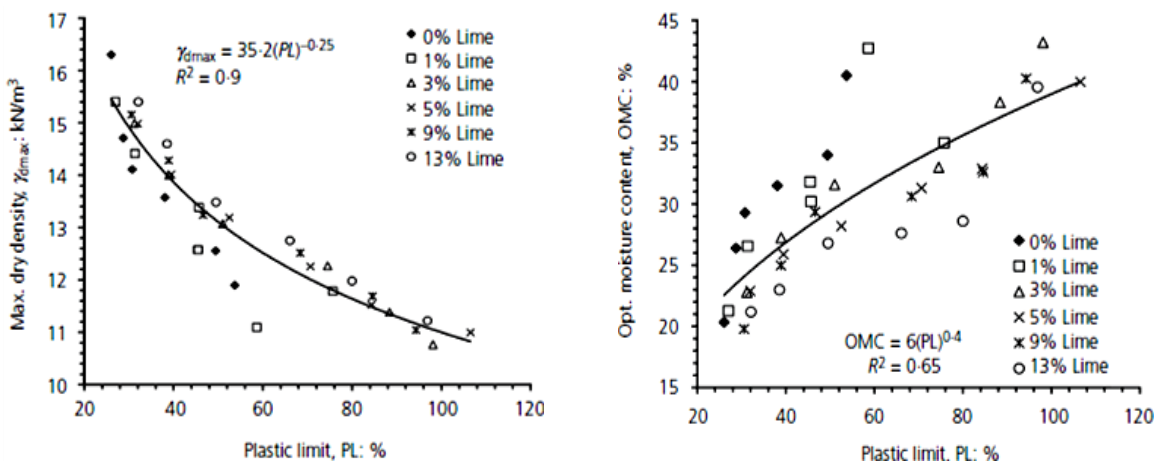 17
16
15
14
13
12
11
10
20
40
60
80
100
120
Max. dry density, γdmax: kN/m³
Plastic limit, PL: %
γdmax = 35·2(PL)⁻⁰·²⁵
R² = 0·9
0% Lime
1% Lime
3% Lime
5% Lime
9% Lime
13% Lime
45
40
35
30
25
20
15
20
40
60
80
100
120
Opt. moisture content, OMC: %
Plastic limit, PL: %
0% Lime
1% Lime
3% Lime
5% Lime
9% Lime
13% Lime
OMC = 6(PL)⁰·⁴
R² = 0·65